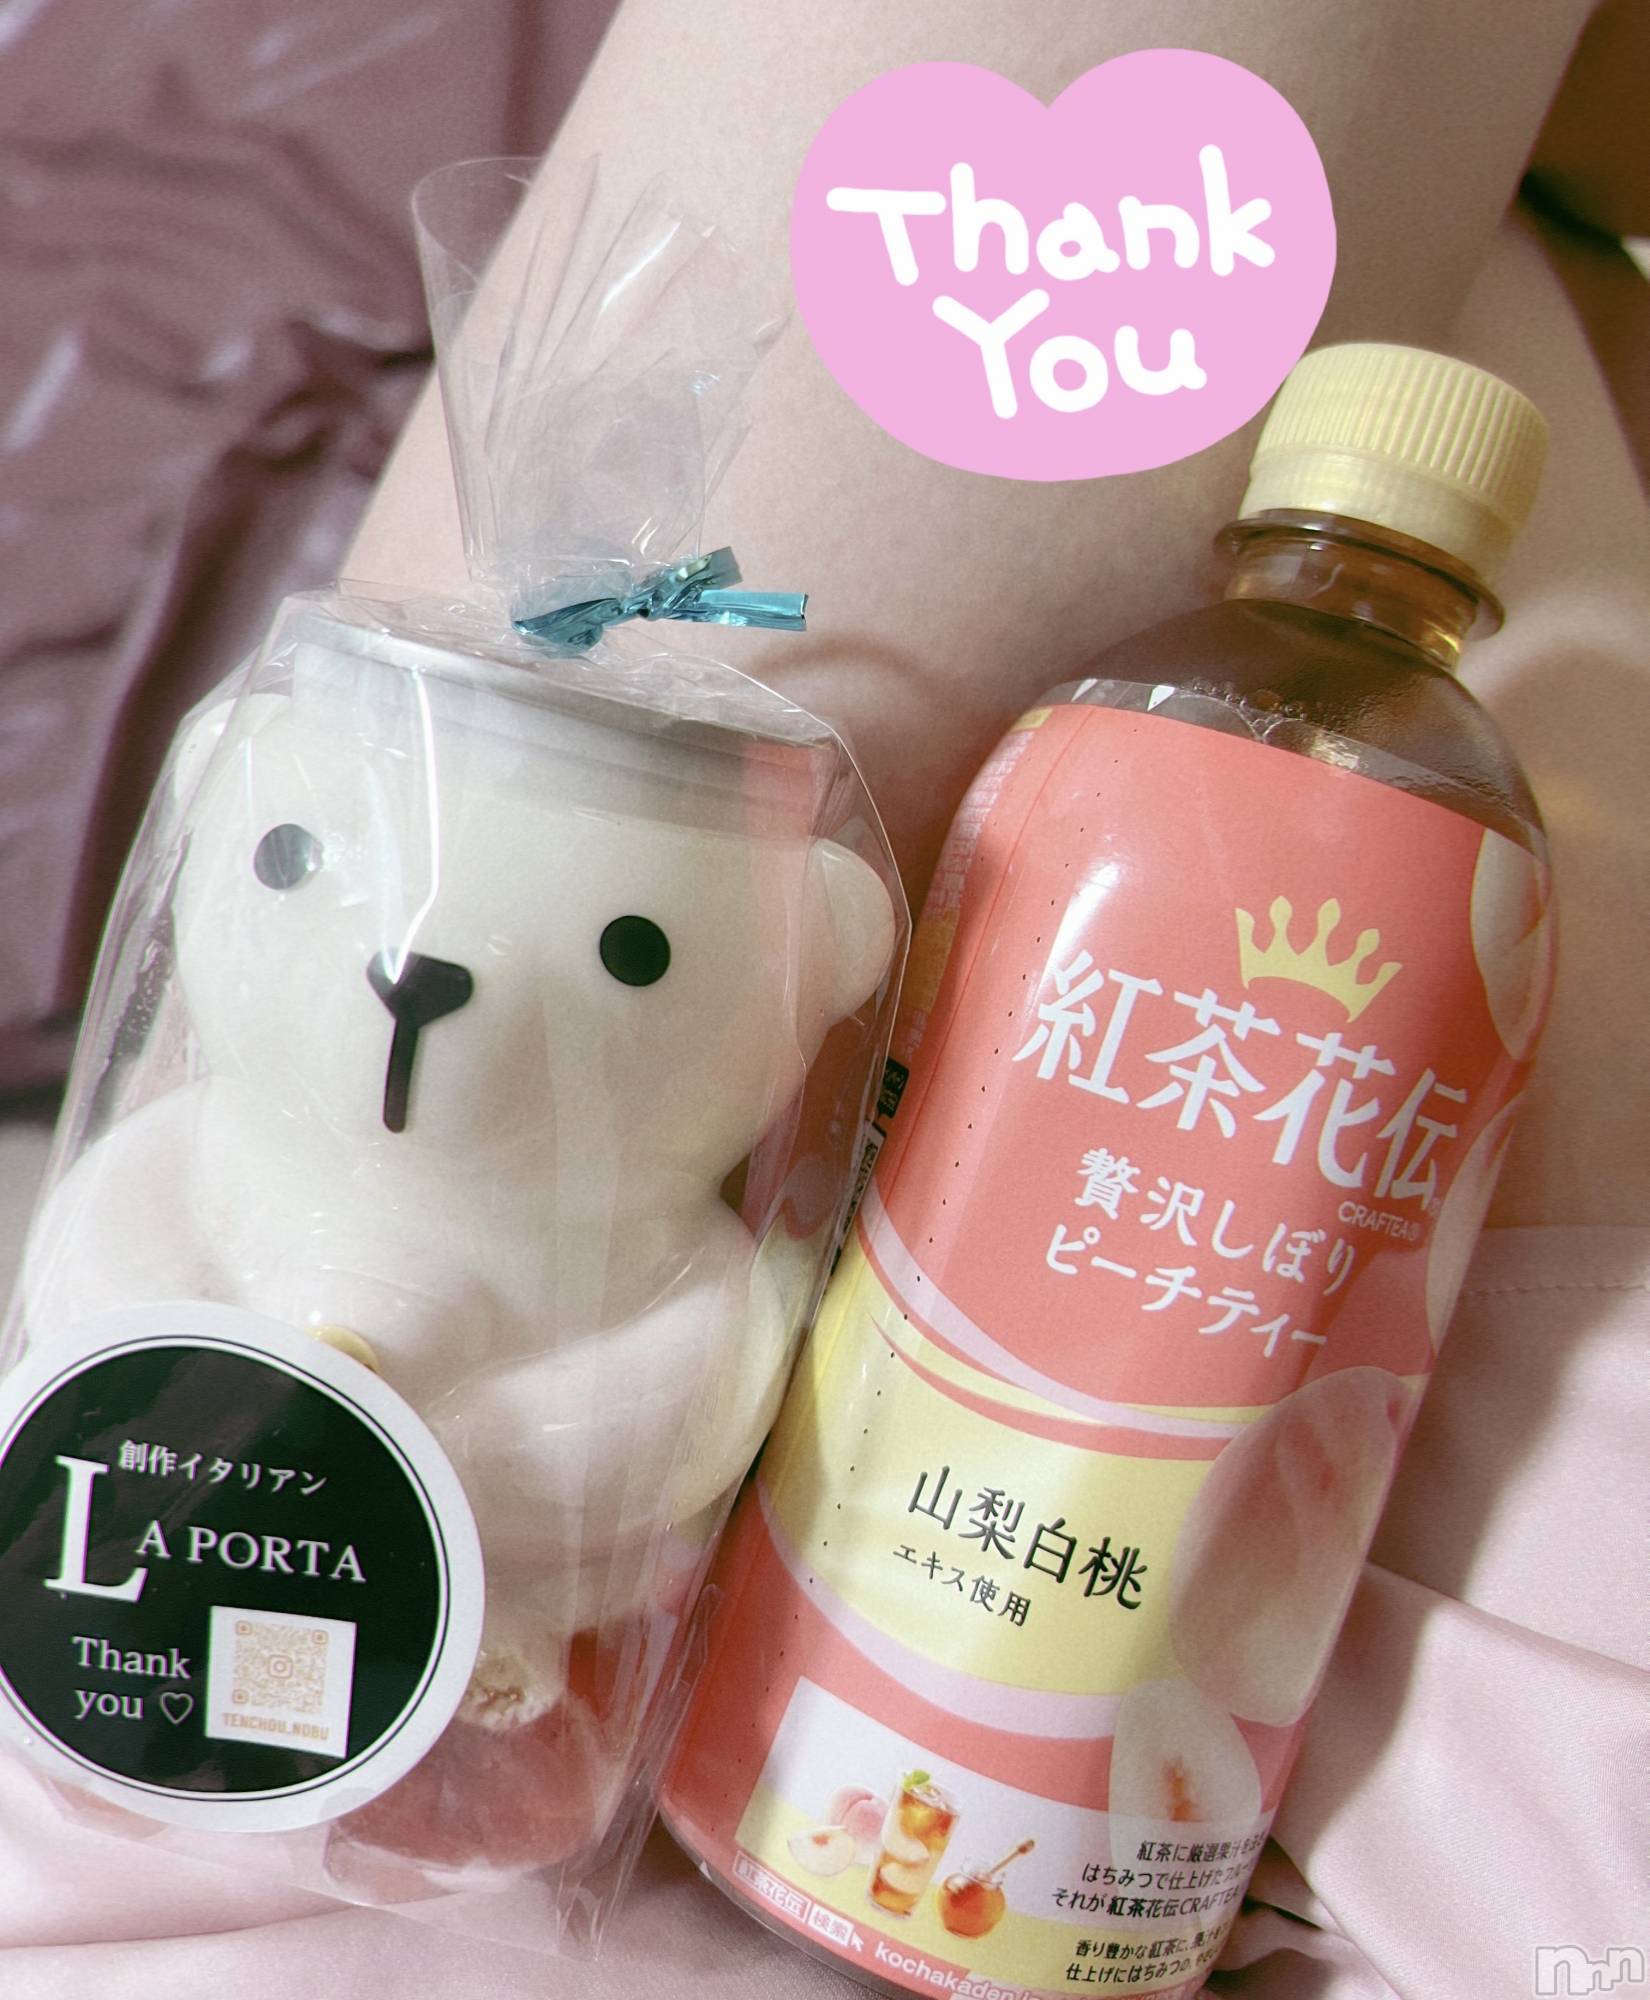 Thank
You
紅茶花伝
CRAFTEA
贅沢しぼり
ピーチティー
山梨白桃
エキス使用
紅茶に厳選果汁を
はちみつで仕上げた
それが 紅茶花伝CRAFTEA
香り豊かな紅茶に、果汁を
仕上げにはちみつの
紅茶花伝 検索
kochakaden
創作イタリアン
LA PORTA
Thank
you ♡
TENCHOU_NOBU